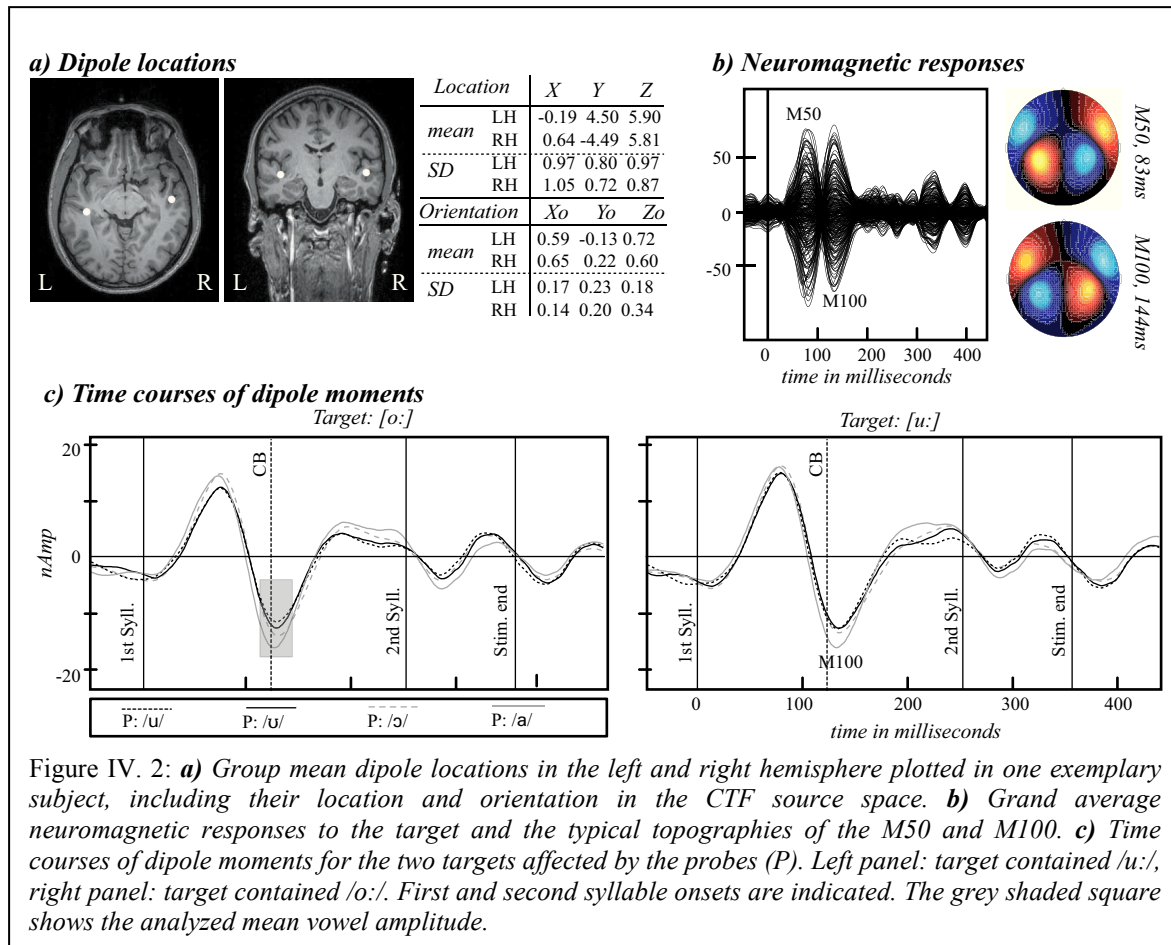 a) Dipole locations
L R
L R
Location X Y Z
mean LH -0.19 4.50 5.90
RH 0.64 -4.49 5.81
SD LH 0.97 0.80 0.97
RH 1.05 0.72 0.87
Orientation Xo Yo Zo
mean LH 0.59 -0.13 0.72
RH 0.65 0.22 0.60
SD LH 0.17 0.23 0.18
RH 0.14 0.20 0.34
b) Neuromagnetic responses
M50
50
0
-50
M100
0 100 200 300 400
time in milliseconds
M50, 83ms
M100, 144ms
c) Time courses of dipole moments
Target: [o:]
20
0
-20
nAmp
1st Syll.
CB
2nd Syll.
Stim. end
P: /u/ P: /ʊ/ P: /ɔ/ P: /a/
Target: [u:]
1st Syll.
CB
M100
2nd Syll.
Stim. end
0 100 200 300 400
time in milliseconds
Figure IV. 2: a) Group mean dipole locations in the left and right hemisphere plotted in one exemplary
subject, including their location and orientation in the CTF source space. b) Grand average
neuromagnetic responses to the target and the typical topographies of the M50 and M100. c) Time
courses of dipole moments for the two targets affected by the probes (P). Left panel: target contained /u:/,
right panel: target contained /o:/. First and second syllable onsets are indicated. The grey shaded square
shows the analyzed mean vowel amplitude.